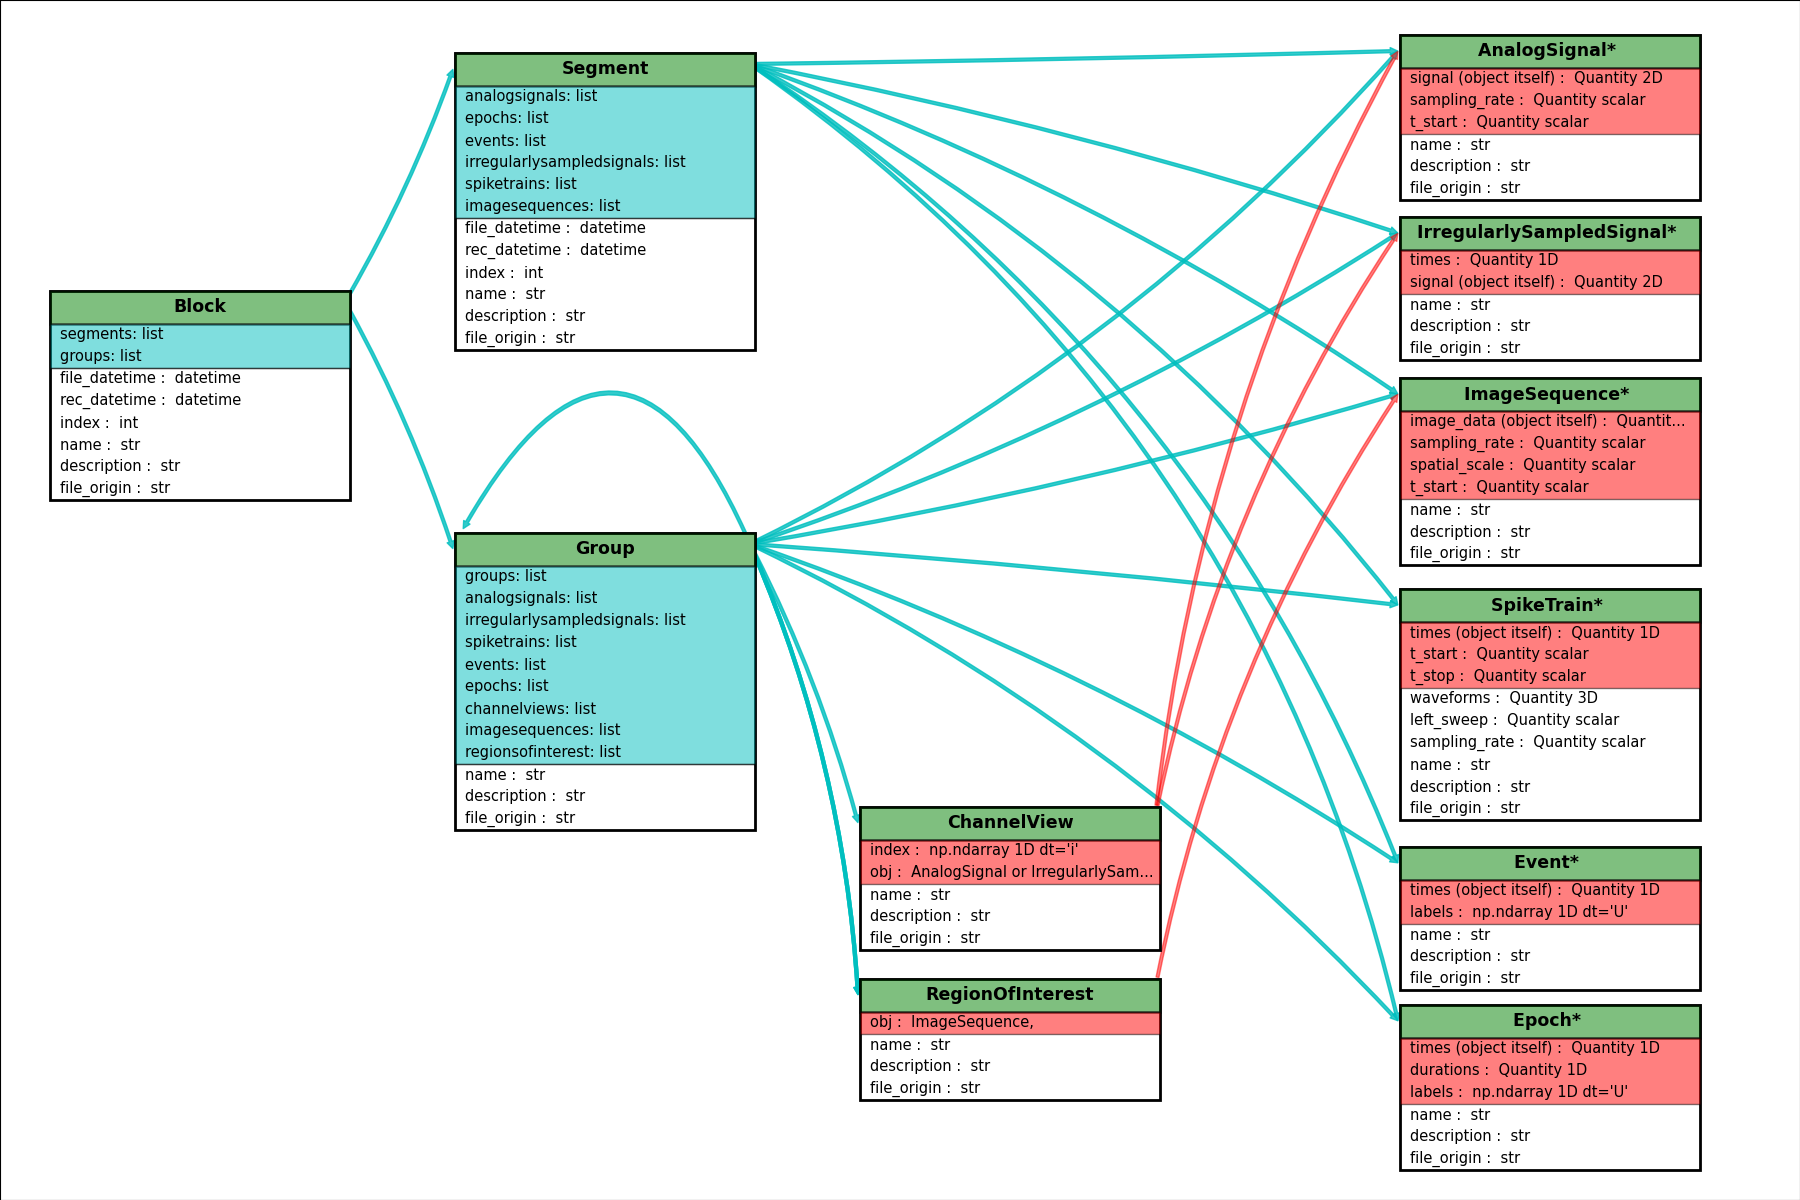 Block
segments: list
groups: list
file_datetime :  datetime
rec_datetime :  datetime
index :  int
name :  str
description :  str
file_origin :  str
Segment
analogsignals: list
epochs: list
events: list
irregularlysampledsignals: list
spiketrains: list
imagesequences: list
file_datetime :  datetime
rec_datetime :  datetime
index :  int
name :  str
description :  str
file_origin :  str
Group
groups: list
analogsignals: list
irregularlysampledsignals: list
spiketrains: list
events: list
epochs: list
channelviews: list
imagesequences: list
regionsofinterest: list
name :  str
description :  str
file_origin :  str
ChannelView
index :  np.ndarray 1D dt='i'
obj :  AnalogSignal or IrregularlySam...
name :  str
description :  str
file_origin :  str
RegionOfInterest
obj :  ImageSequence,
name :  str
description :  str
file_origin :  str
AnalogSignal*
signal (object itself) :  Quantity 2D
sampling_rate :  Quantity scalar
t_start :  Quantity scalar
name :  str
description :  str
file_origin :  str
IrregularlySampledSignal*
times :  Quantity 1D
signal (object itself) :  Quantity 2D
name :  str
description :  str
file_origin :  str
ImageSequence*
image_data (object itself) :  Quantit...
sampling_rate :  Quantity scalar
spatial_scale :  Quantity scalar
t_start :  Quantity scalar
name :  str
description :  str
file_origin :  str
SpikeTrain*
times (object itself) :  Quantity 1D
t_start :  Quantity scalar
t_stop :  Quantity scalar
waveforms :  Quantity 3D
left_sweep :  Quantity scalar
sampling_rate :  Quantity scalar
name :  str
description :  str
file_origin :  str
Event*
times (object itself) :  Quantity 1D
labels :  np.ndarray 1D dt='U'
name :  str
description :  str
file_origin :  str
Epoch*
times (object itself) :  Quantity 1D
durations :  Quantity 1D
labels :  np.ndarray 1D dt='U'
name :  str
description :  str
file_origin :  str